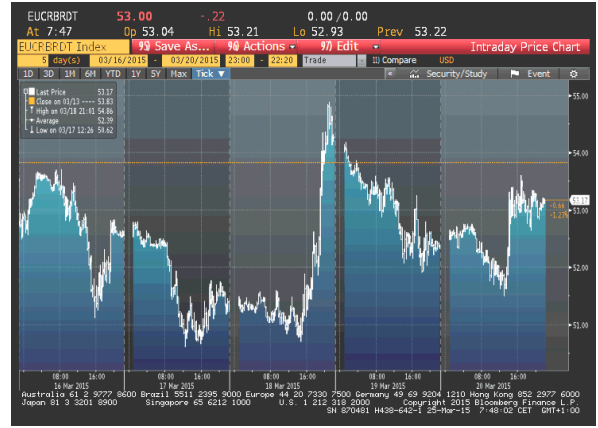 EUCRBRDT 53.00 -.22 0.00/0.00
At 7:47 Op 53.04 Hi 53.21 Lo 52.93 Prev 53.22
EUCRBRDT Index 95) Save As... 96) Actions 97) Edit Intraday Price Chart
5 day(s) 03/16/2015 - 03/20/2015 23:00 - 22:20 Trade 11) Compare USD
1D 3D 1M 6M YTD 1Y 5Y Max Tick ▼ « Security/Study Event
Last Price 53.17
Close on 03/13 ---- 53.83
High on 03/18 21:01 54.86
Average 52.39
Low on 03/17 12:26 50.62
55.00
54.00
53.17
-0.66
53.00
-1.27%
52.00
51.00
08:00 16:00 08:00 16:00 08:00 16:00 08:00 16:00 08:00 16:00
16 Mar 2015 17 Mar 2015 18 Mar 2015 19 Mar 2015 20 Mar 2015
Australia 61 2 9777 8600 Brazil 5511 2395 9000 Europe 44 20 7330 7500 Germany 49 69 9204 1210 Hong Kong 852 2977 6000
Japan 81 3 3201 8900 Singapore 65 6212 1000 U.S. 1 212 318 2000 Copyright 2015 Bloomberg Finance L.P.
SN 870481 H438-642-1 25-Mar-15 7:48:02 CET GMT+1:00